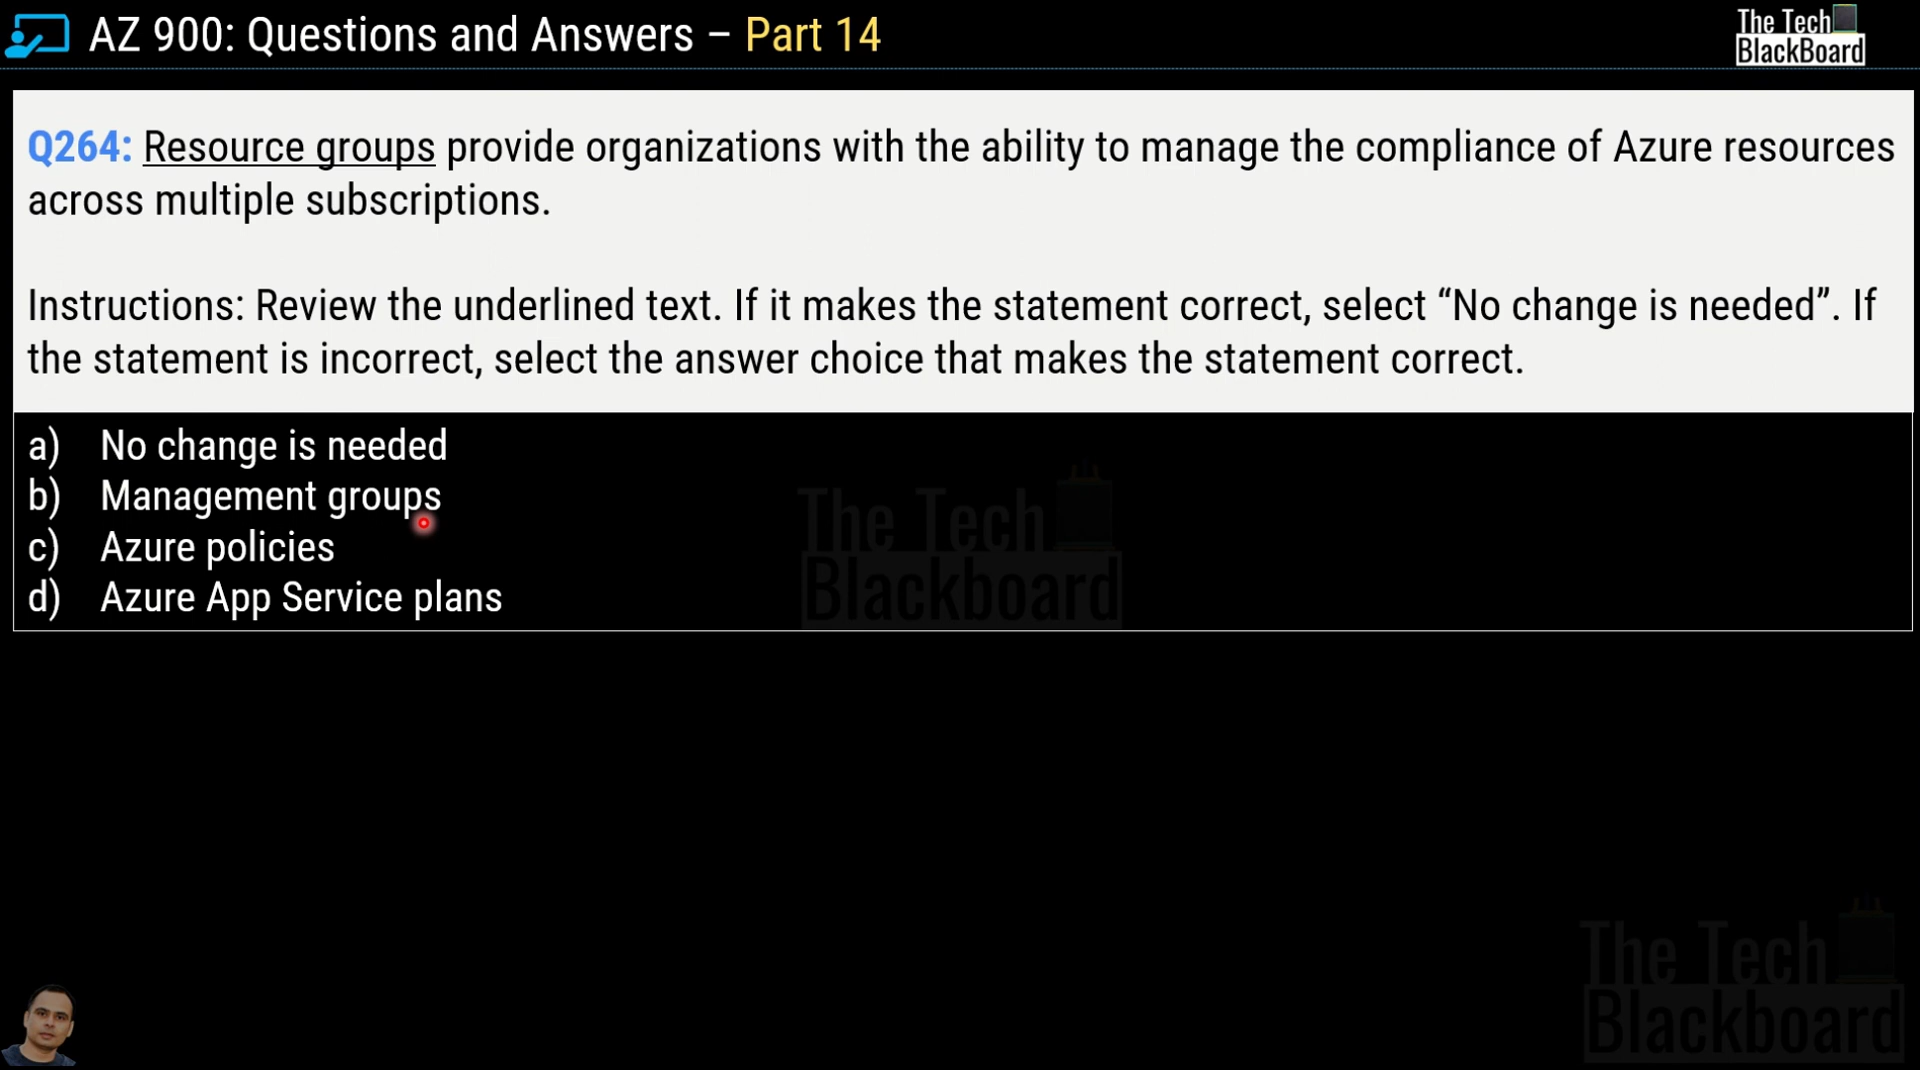 AZ 900: Questions and Answers – Part 14
The Tech
BlackBoard
Q264: Resource groups provide organizations with the ability to manage the compliance of Azure resources
across multiple subscriptions.
Instructions: Review the underlined text. If it makes the statement correct, select “No change is needed”. If
the statement is incorrect, select the answer choice that makes the statement correct.
a) No change is needed
b) Management groups
c) Azure policies
d) Azure App Service plans
The Tech
Blackboard
The Tech
Blackboard